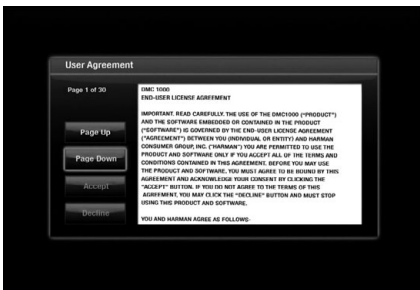 User Agreement
Page 1 of 30
Page Up
Page Down
Accept
Decline
DMC 1000
END-USER LICENSE AGREEMENT
IMPORTANT. READ CAREFULLY. THE USE OF THE DMC1000 ("PRODUCT")
AND THE SOFTWARE EMBEDDED OR CONTAINED IN THE PRODUCT
("SOFTWARE") IS GOVERNED BY THE END-USER LICENSE AGREEMENT
("AGREEMENT") BETWEEN YOU (INDIVIDUAL OR ENTITY) AND HARMAN
CONSUMER GROUP, INC. ("HARMAN") YOU ARE PERMITTED TO USE THE
PRODUCT AND SOFTWARE ONLY IF YOU ACCEPT ALL OF THE TERMS AND
CONDITIONS CONTAINED IN THIS AGREEMENT. BEFORE YOU MAY USE
THE PRODUCT AND SOFTWARE, YOU MUST AGREE TO BE BOUND BY THIS
AGREEMENT AND ACKNOWLEDGE YOUR CONSENT BY CLICKING THE
"ACCEPT" BUTTON. IF YOU DO NOT AGREE TO THE TERMS OF THIS
AGREEMENT, YOU MAY CLICK THE "DECLINE" BUTTON AND MUST STOP
USING THIS PRODUCT AND SOFTWARE.
YOU AND HARMAN AGREE AS FOLLOWS: